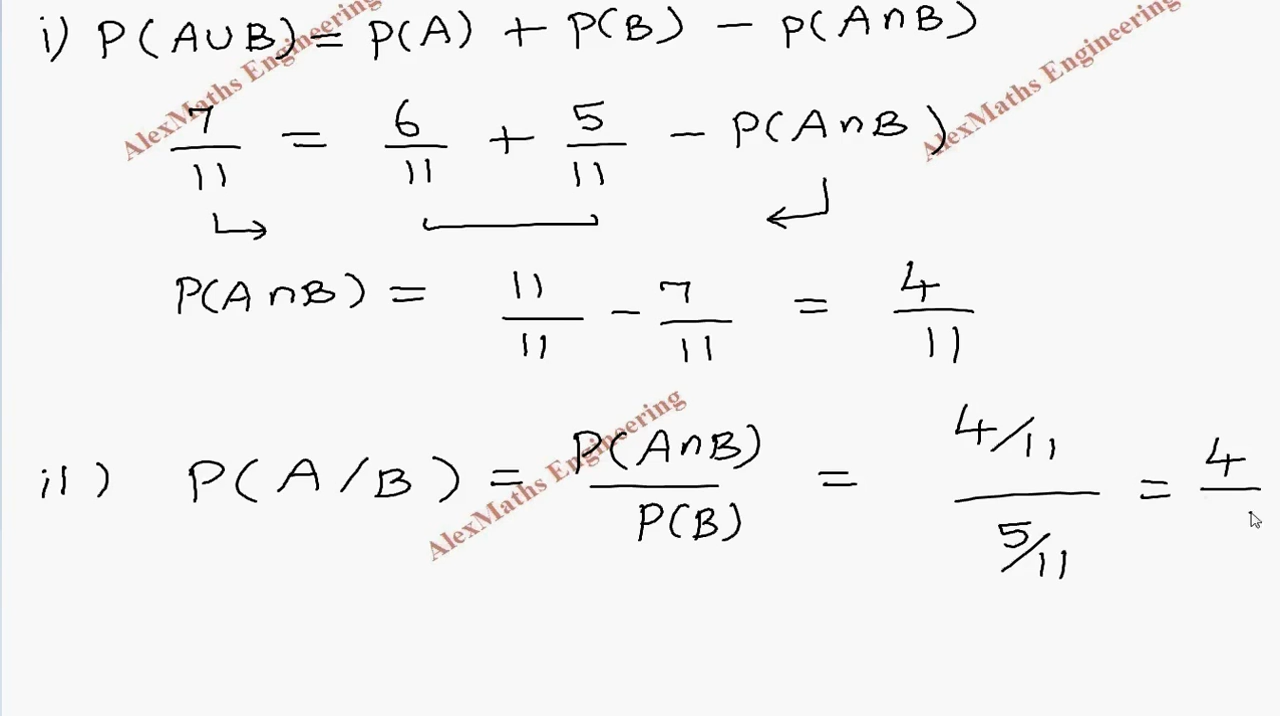 i) P(A∪B) = P(A) + P(B) - P(A∩B)
7/11 = 6/11 + 5/11 - P(A∩B)
P(A∩B) = 11/11 - 7/11 = 4/11
ii) P(A/B) = P(A∩B)/P(B) = (4/11)/(5/11) = 4/
AlexMaths Engineering
AlexMaths Engineering
AlexMaths Engineering